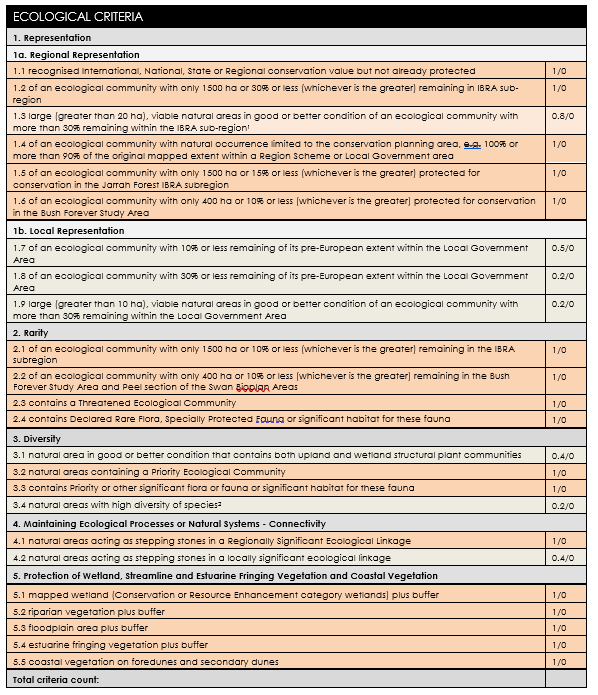 ECOLOGICAL CRITERIA
1. Representation
1a. Regional Representation
1.1 recognised International, National, State or Regional conservation value but not already protected 1/0
1.2 of an ecological community with only 1500 ha or 30% or less (whichever is the greater) remaining in IBRA sub- 1/0
region
1.3 large (greater than 20 ha), viable natural areas in good or better condition of an ecological community with 0.8/0
more than 30% remaining within the IBRA sub-region¹
1.4 of an ecological community with natural occurrence limited to the conservation planning area, e.g. 100% or 1/0
more than 90% of the original mapped extent within a Region Scheme or Local Government area
1.5 of an ecological community with only 1500 ha or 15% or less (whichever is the greater) protected for 1/0
conservation in the Jarrah Forest IBRA subregion
1.6 of an ecological community with only 400 ha or 10% or less (whichever is the greater) protected for conservation 1/0
in the Bush Forever Study Area
1b. Local Representation
1.7 of an ecological community with 10% or less remaining of its pre-European extent within the Local Government 0.5/0
Area
1.8 of an ecological community with 30% or less remaining of its pre-European extent within the Local Government 0.2/0
Area
1.9 large (greater than 10 ha), viable natural areas in good or better condition of an ecological community with 0.2/0
more than 30% remaining within the Local Government Area
2. Rarity
2.1 of an ecological community with only 1500 ha or 10% or less (whichever is the greater) remaining in the IBRA 1/0
subregion
2.2 of an ecological community with only 400 ha or 10% or less (whichever is the greater) remaining in the Bush 1/0
Forever Study Area and Peel section of the Swan Bioplan Areas
2.3 contains a Threatened Ecological Community 1/0
2.4 contains Declared Rare Flora, Specially Protected Fauna or significant habitat for these fauna 1/0
3. Diversity
3.1 natural area in good or better condition that contains both upland and wetland structural plant communities 0.4/0
3.2 natural areas containing a Priority Ecological Community 1/0
3.3 contains Priority or other significant flora or fauna or significant habitat for these fauna 1/0
3.4 natural areas with high diversity of species² 0.2/0
4. Maintaining Ecological Processes or Natural Systems - Connectivity
4.1 natural areas acting as stepping stones in a Regionally Significant Ecological Linkage 1/0
4.2 natural areas acting as stepping stones in a locally significant ecological linkage 0.4/0
5. Protection of Wetland, Streamline and Estuarine Fringing Vegetation and Coastal Vegetation
5.1 mapped wetland (Conservation or Resource Enhancement category wetlands) plus buffer 1/0
5.2 riparian vegetation plus buffer 1/0
5.3 floodplain area plus buffer 1/0
5.4 estuarine fringing vegetation plus buffer 1/0
5.5 coastal vegetation on foredunes and secondary dunes 1/0
Total criteria count: